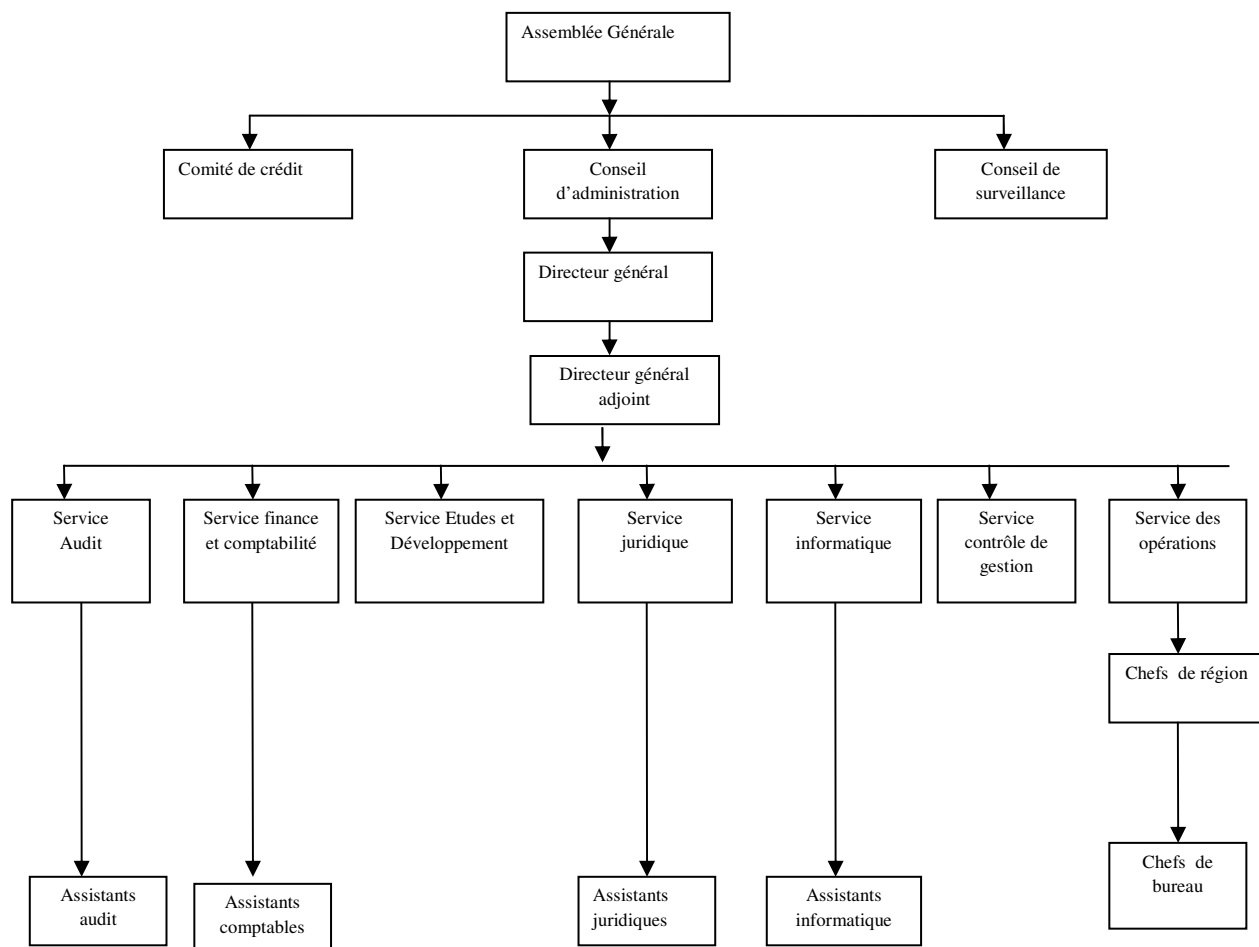 Assemblée Générale
Comité de crédit
Conseil
d’administration
Conseil de
surveillance
Directeur général
Directeur général
adjoint
Service
Audit
Service finance
et comptabilité
Service Etudes et
Développement
Service
juridique
Service
informatique
Service
contrôle de
gestion
Service des
opérations
Chefs de région
Chefs de
bureau
Assistants
audit
Assistants
comptables
Assistants
juridiques
Assistants
informatique